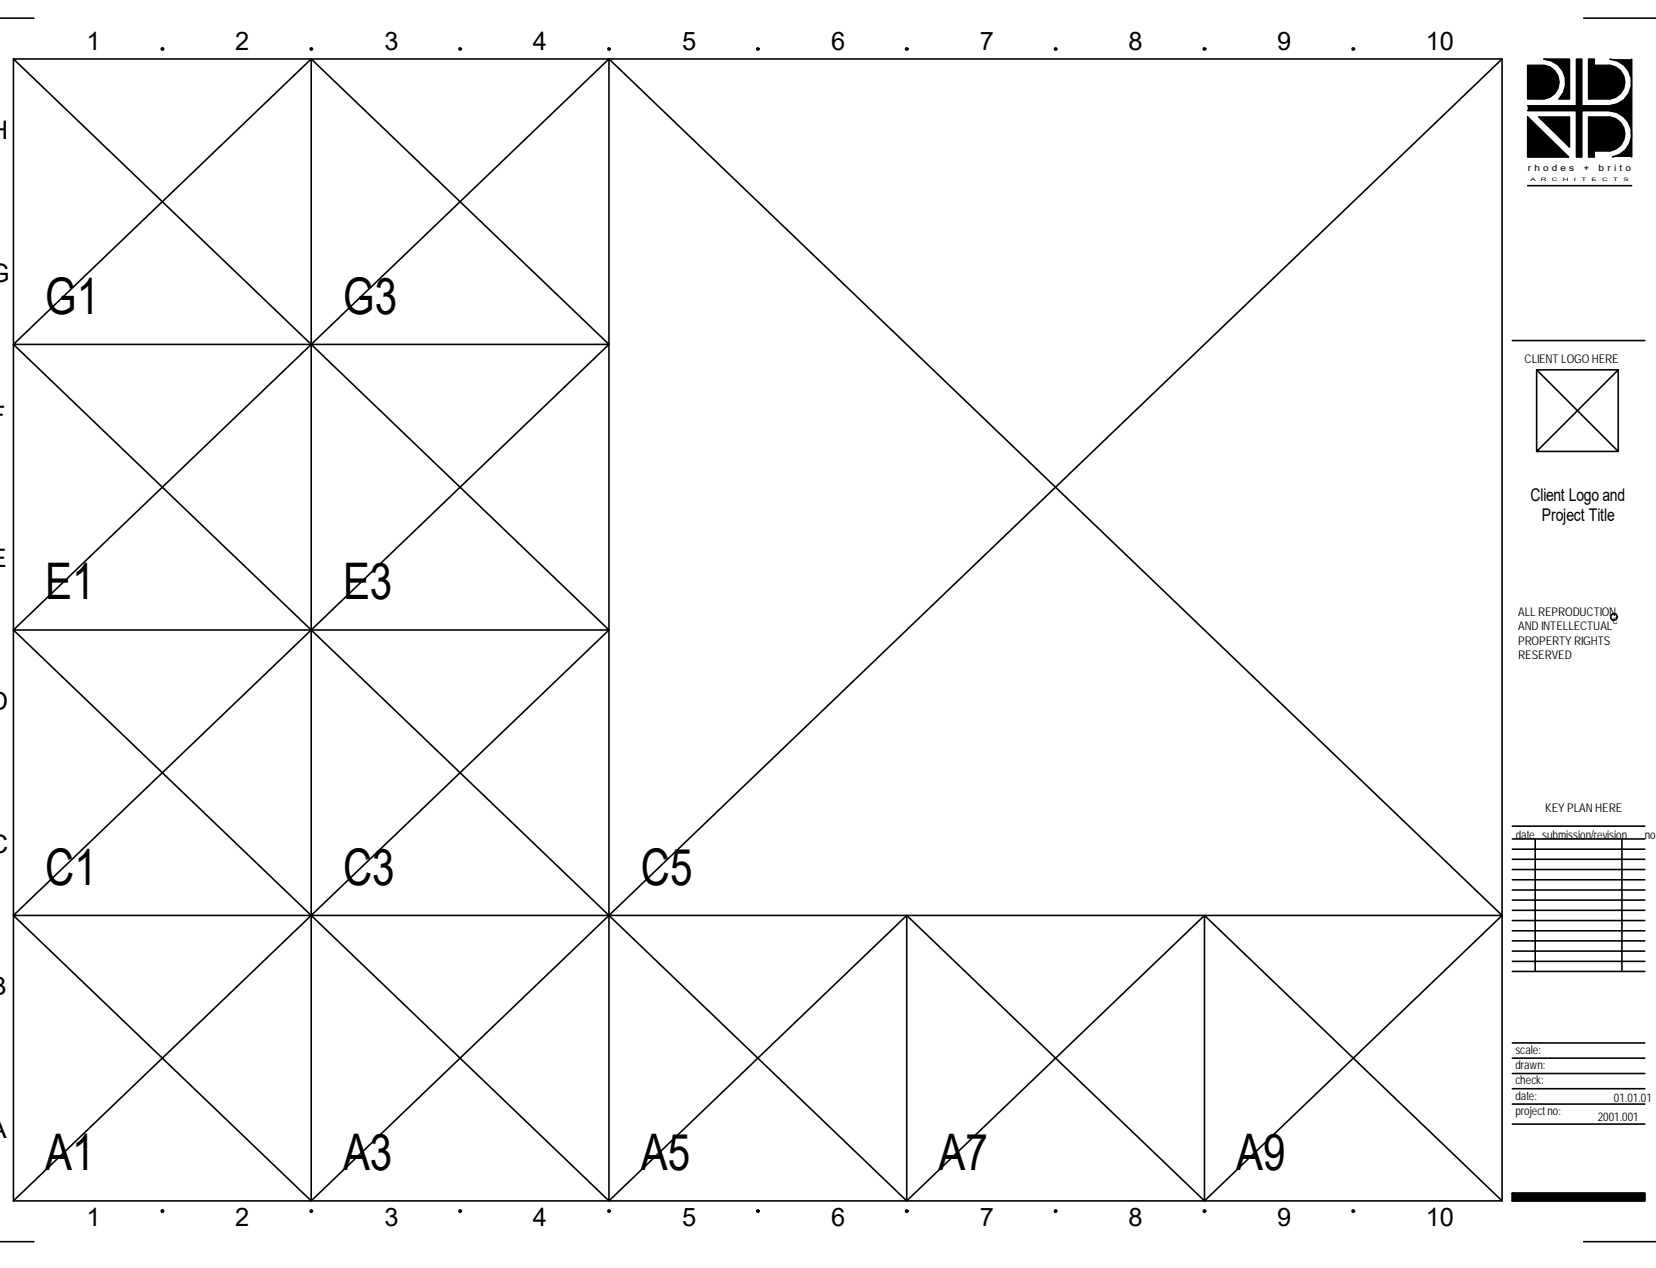 1 2 3 4 5 6 7 8 9 10
H
G
F
E
D
C
B
A
G1 G3
E1 E3
C1 C3 C5
A1 A3 A5 A7 A9
1 2 3 4 5 6 7 8 9 10
rhodes + brito
ARCHITECTS
CLIENT LOGO HERE
Client Logo and
Project Title
ALL REPRODUCTION
AND INTELLECTUAL
PROPERTY RIGHTS
RESERVED
KEY PLAN HERE
date submission/revision no
scale:
drawn:
check:
date: 01.01.01
project no: 2001.001